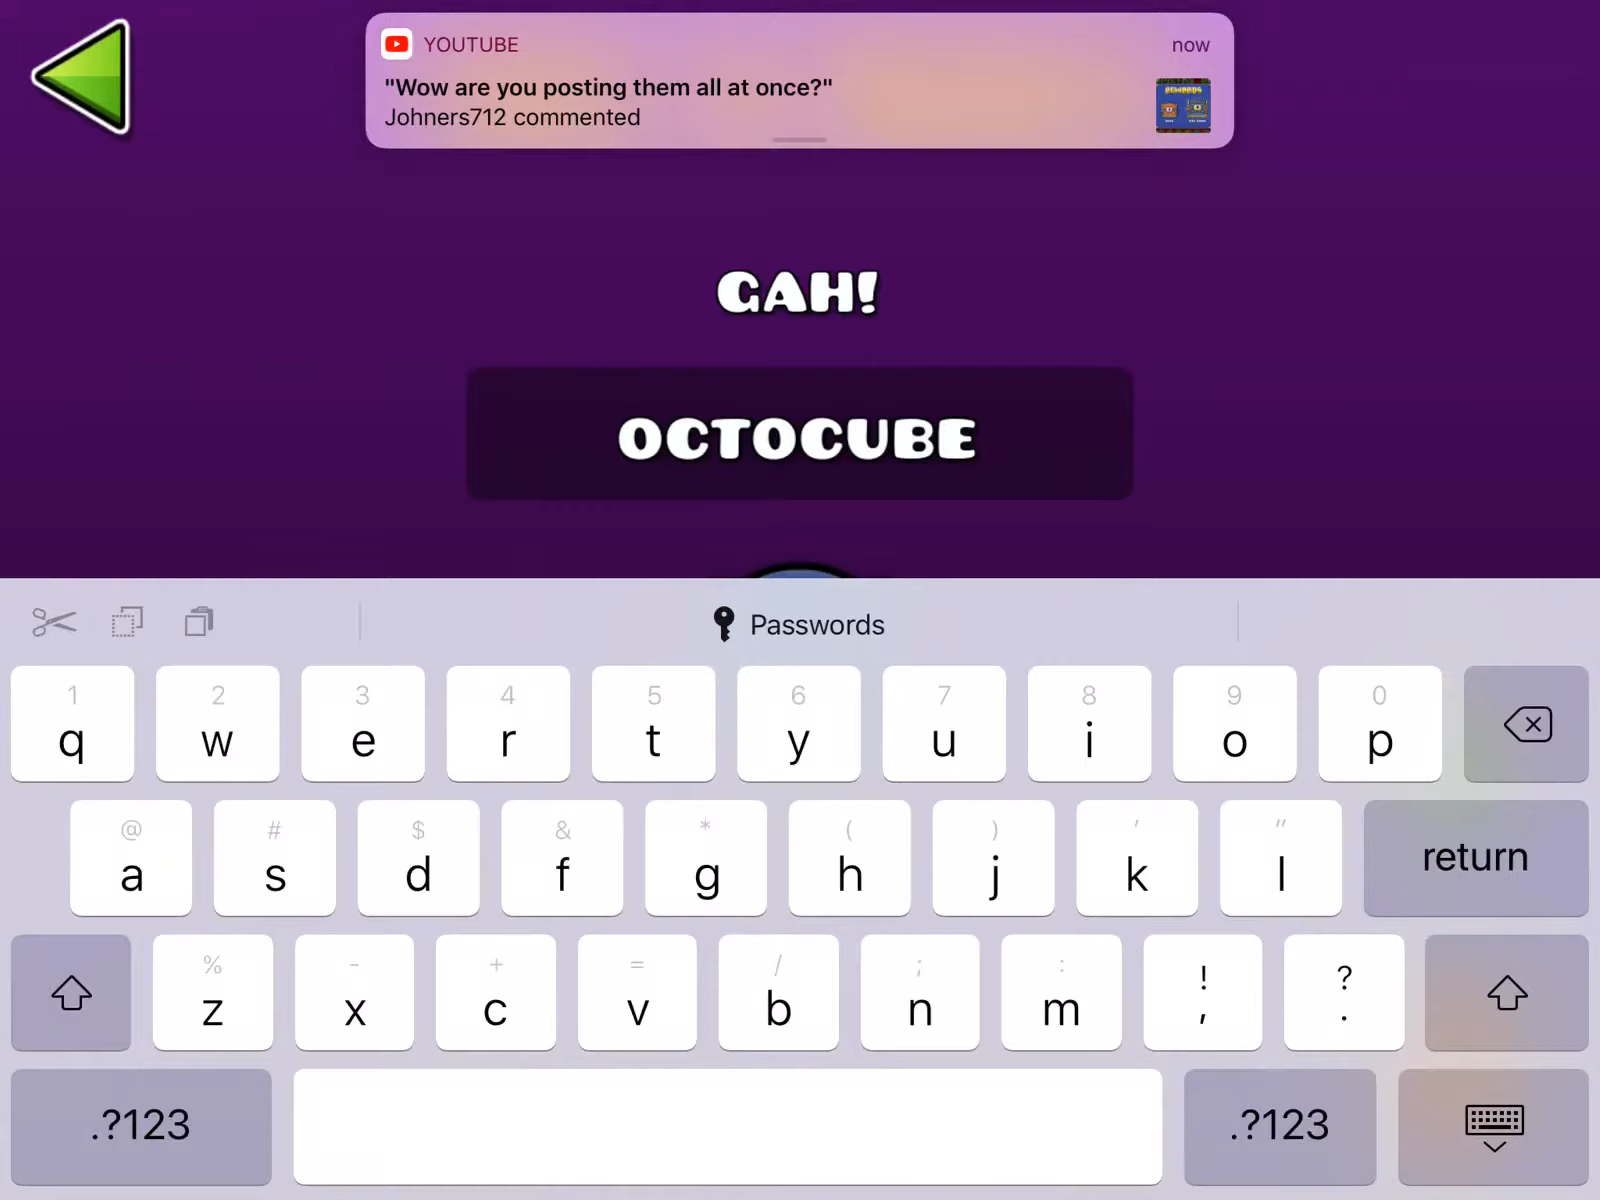 YOUTUBE now
"Wow are you posting them all at once?"
Johners712 commented
REWARDS
GAH!
OCTOCUBE
Passwords
1 2 3 4 5 6 7 8 9 0
q w e r t y u i o p
@ # $ & * ( ) ' "
a s d f g h j k l return
% - + = / ; : ! ?
z x c v b n m , .
.?123 .?123